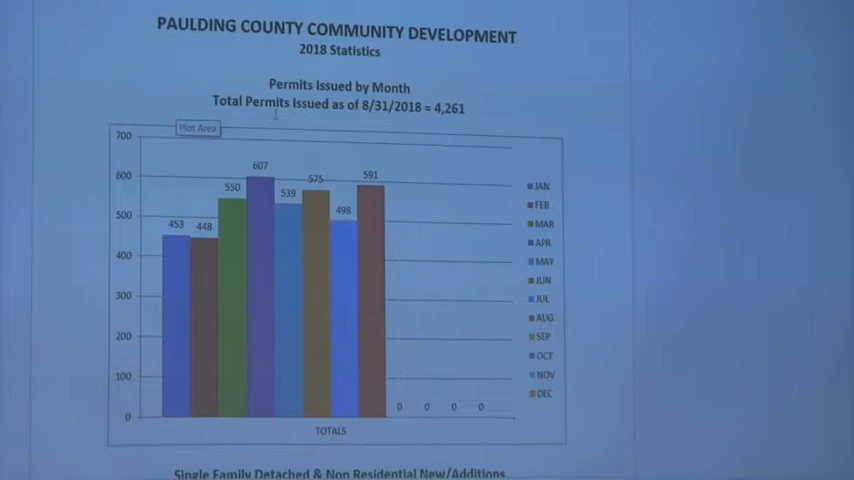 PAULDING COUNTY COMMUNITY DEVELOPMENT
2018 Statistics
Permits Issued by Month
Total Permits Issued as of 8/31/2018 = 4,261
Plot Area
700
600
500
400
300
200
100
0
453
448
550
607
539
575
498
591
0
0
0
0
JAN
FEB
MAR
APR
MAY
JUN
JUL
AUG
SEP
OCT
NOV
DEC
TOTALS
Single Family Detached & Non Residential New/Additions